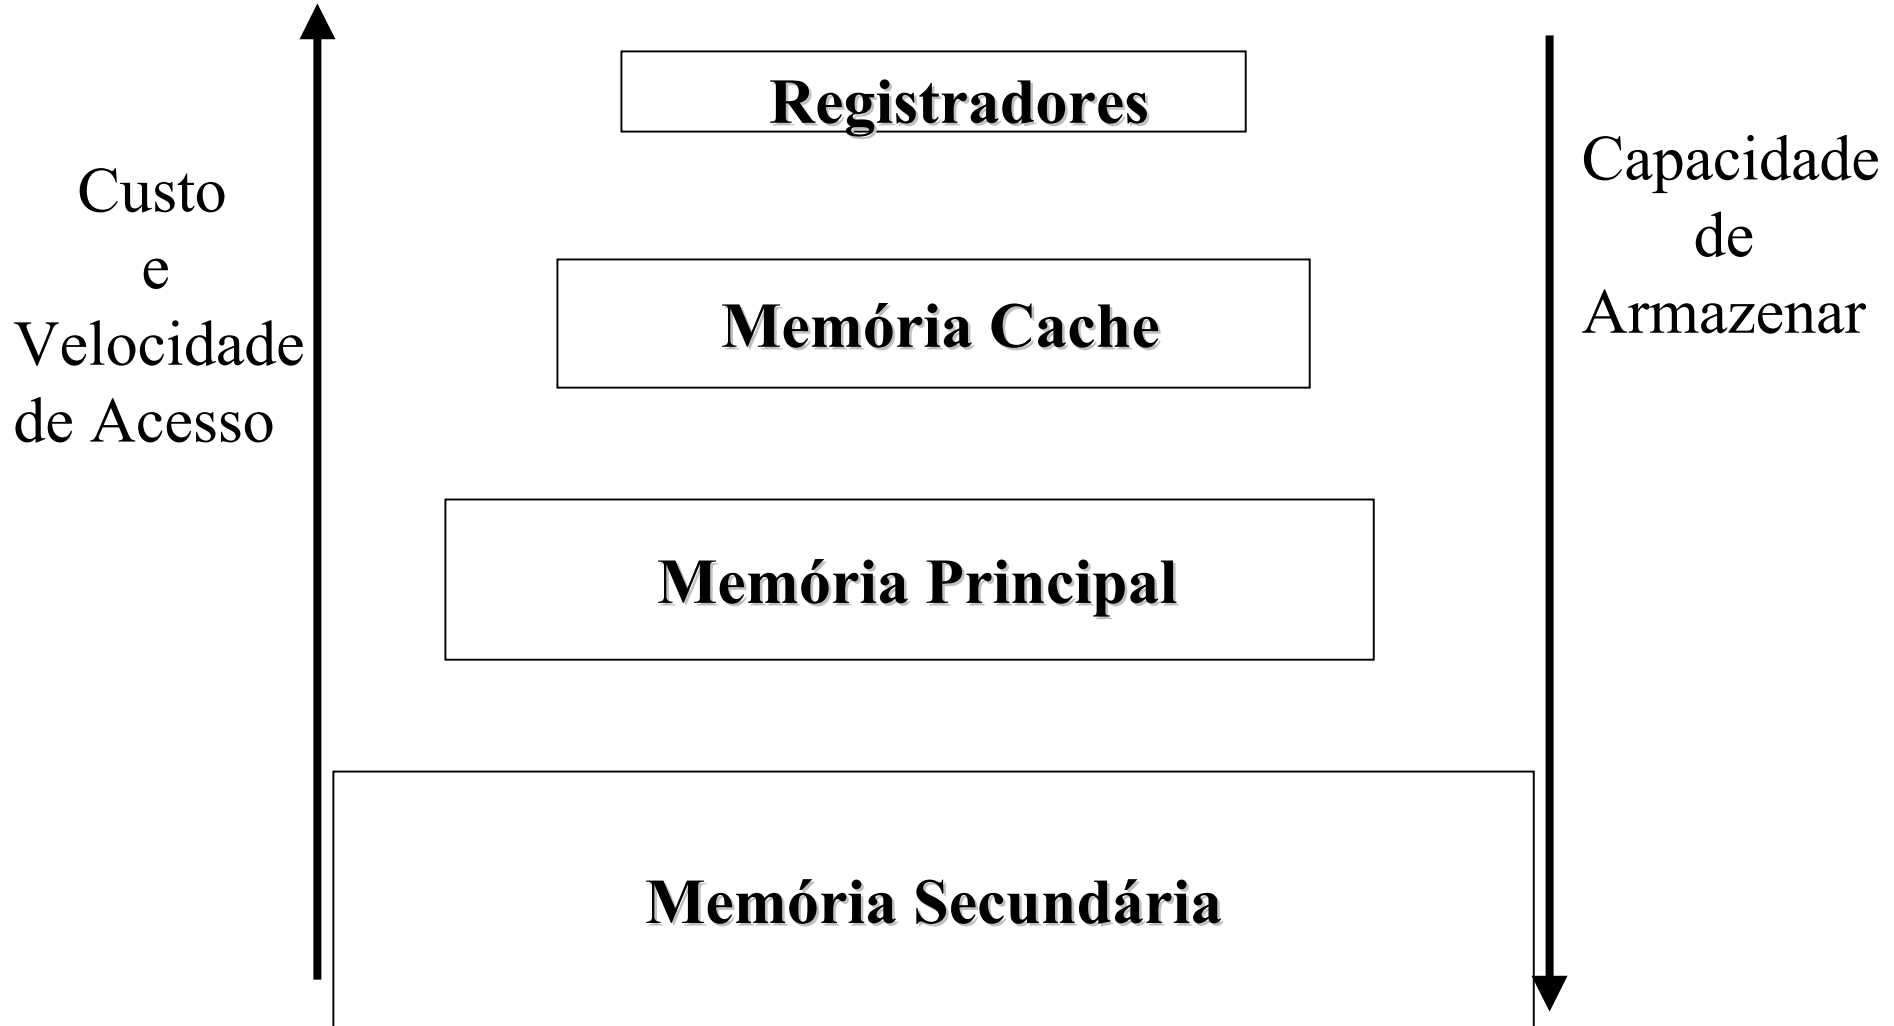 Registradores
Custo
e
Velocidade
de Acesso
Capacidade
de
Armazenar
Memória Cache
Memória Principal
Memória Secundária